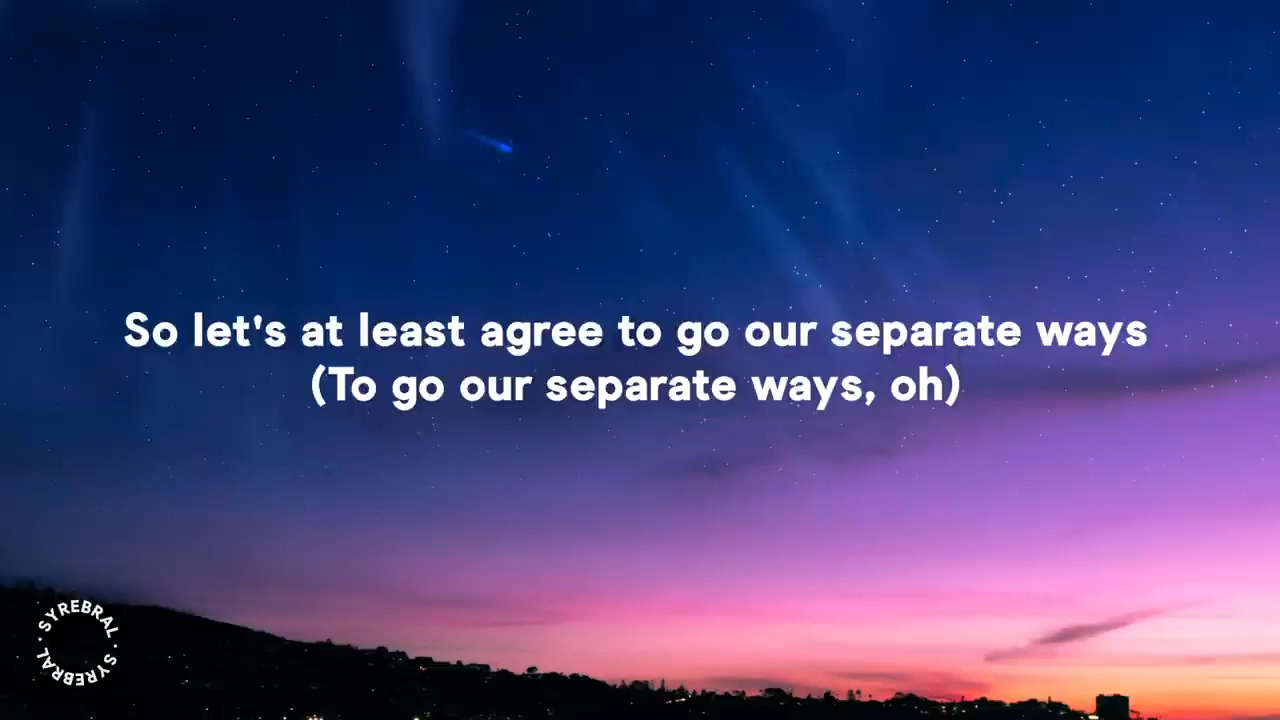 So let's at least agree to go our separate ways
(To go our separate ways, oh)
SYREBRAL · SYREBRAL ·